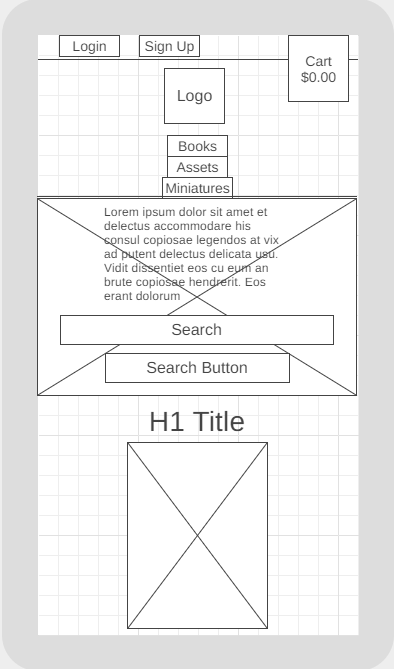 Login
Sign Up
Cart
$0.00
Logo
Books
Assets
Miniatures
Lorem ipsum dolor sit amet et
delectus accommodare his
consul copiosae legendos at vix
ad putent delectus delicata usu.
Vidit dissentiet eos cu eum an
brute copiosae hendrerit. Eos
erant dolorum
Search
Search Button
H1 Title